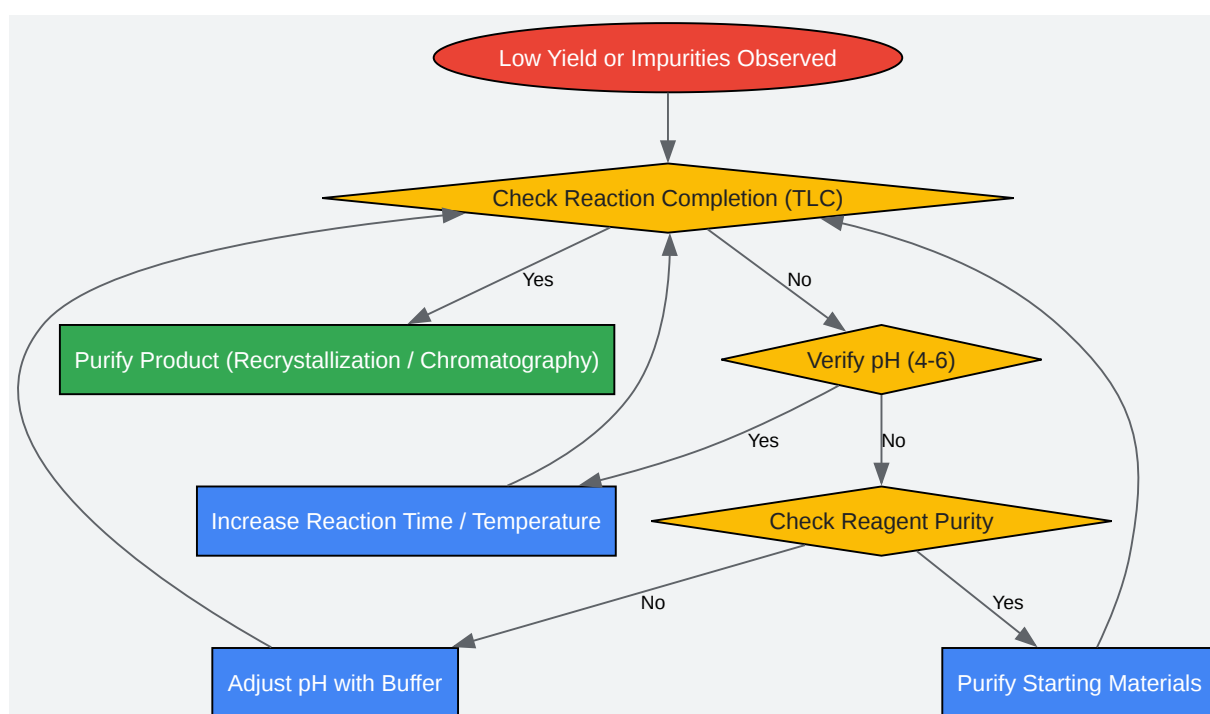 Low Yield or Impurities Observed
Check Reaction Completion (TLC)
Yes
No
Purify Product (Recrystallization / Chromatography)
Verify pH (4-6)
Yes
No
Increase Reaction Time / Temperature
Check Reagent Purity
No
Yes
Adjust pH with Buffer
Purify Starting Materials